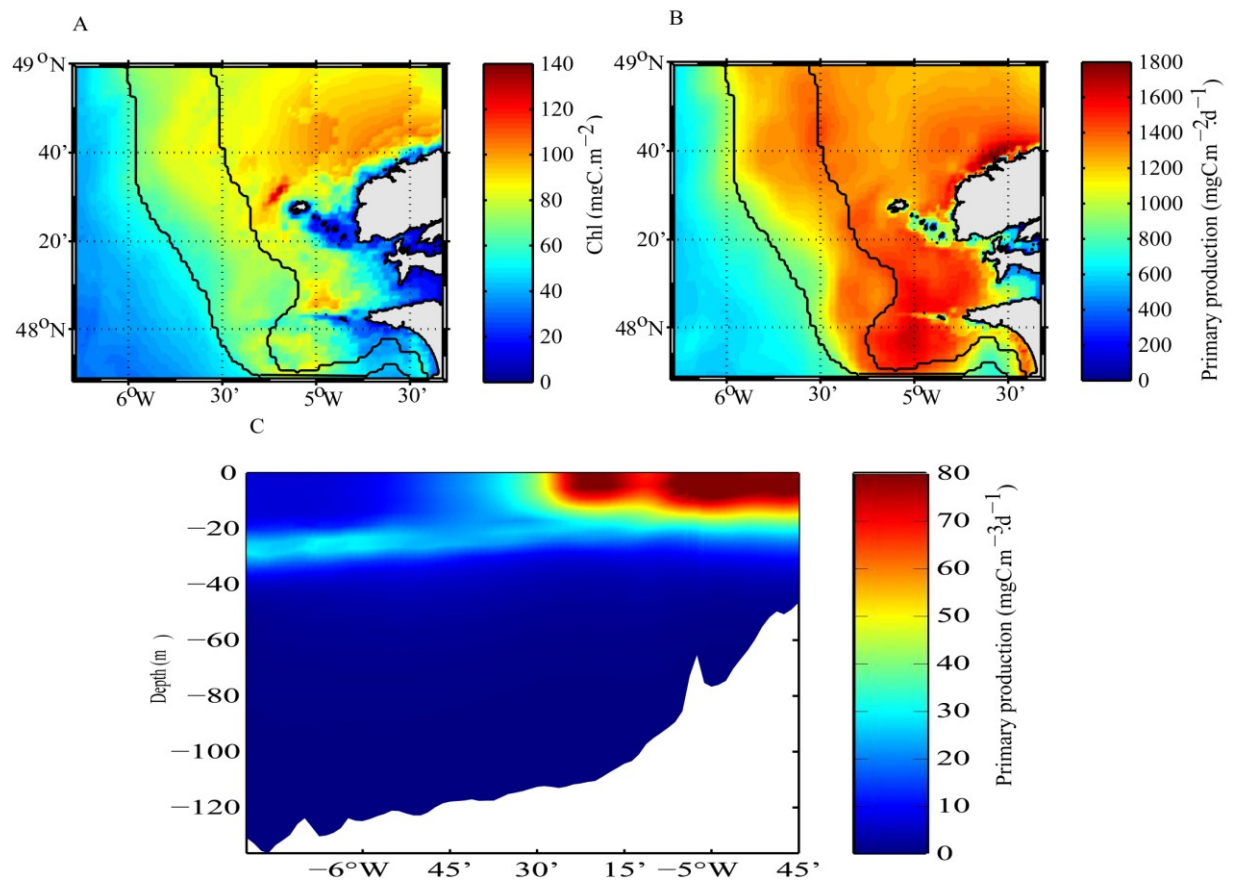 A
B
49°N
40'
20'
48°N
6°W
30'
5°W
30'
140
120
100
80
60
40
20
0
Chl (mgC.m−2)
49°N
40'
20'
48°N
6°W
30'
5°W
30'
1800
1600
1400
1200
1000
800
600
400
200
0
Primary production (mgCm−2.d−1)
C
0
−20
−40
−60
−80
−100
−120
Depth (m )
−6°W
45'
30'
15'
−5°W
45'
80
70
60
50
40
30
20
10
0
Primary production (mgCm−3.d−1)